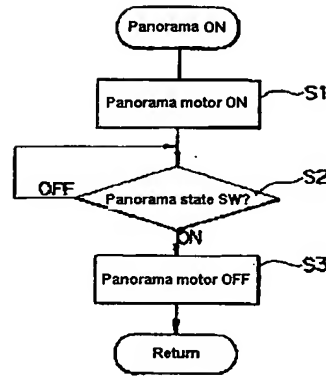 Panorama ON
Panorama motor ON
S1
OFF
Panorama state SW?
S2
ON
Panorama motor OFF
S3
Return